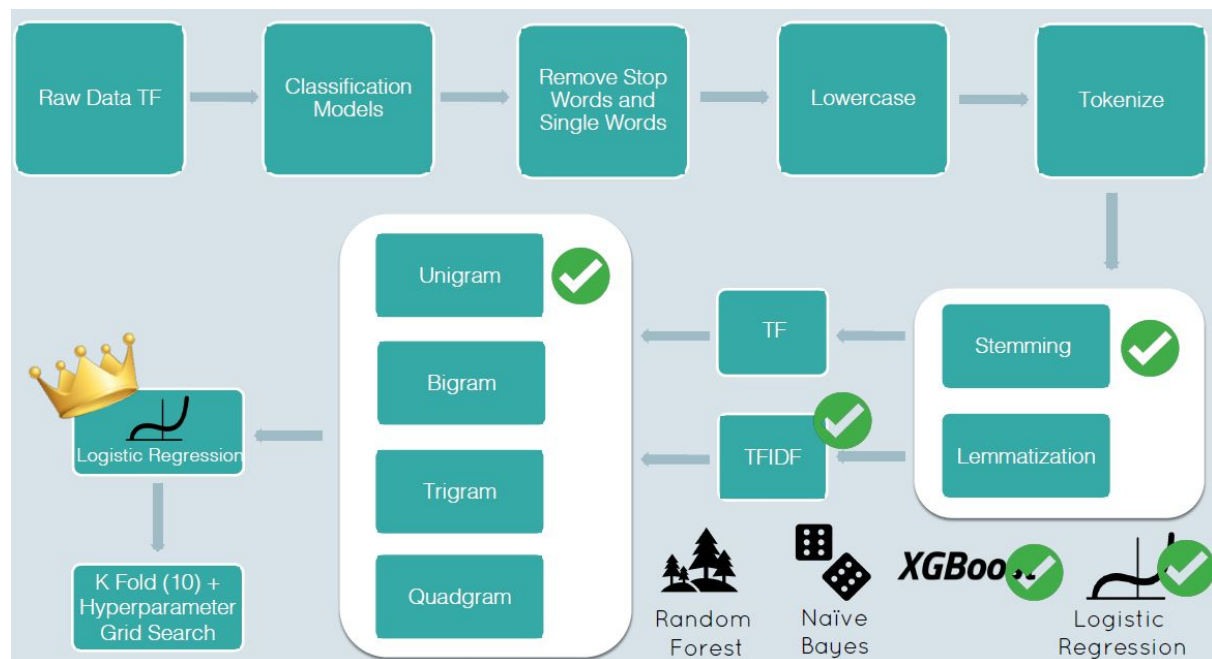 Raw Data TF
Classification
Models
Remove Stop
Words and
Single Words
Lowercase
Tokenize
Stemming
Lemmatization
TF
TFIDF
Unigram
Bigram
Trigram
Quadgram
Logistic Regression
K Fold (10) +
Hyperparameter
Grid Search
Random
Forest
Naïve
Bayes
XGBoost
Logistic
Regression